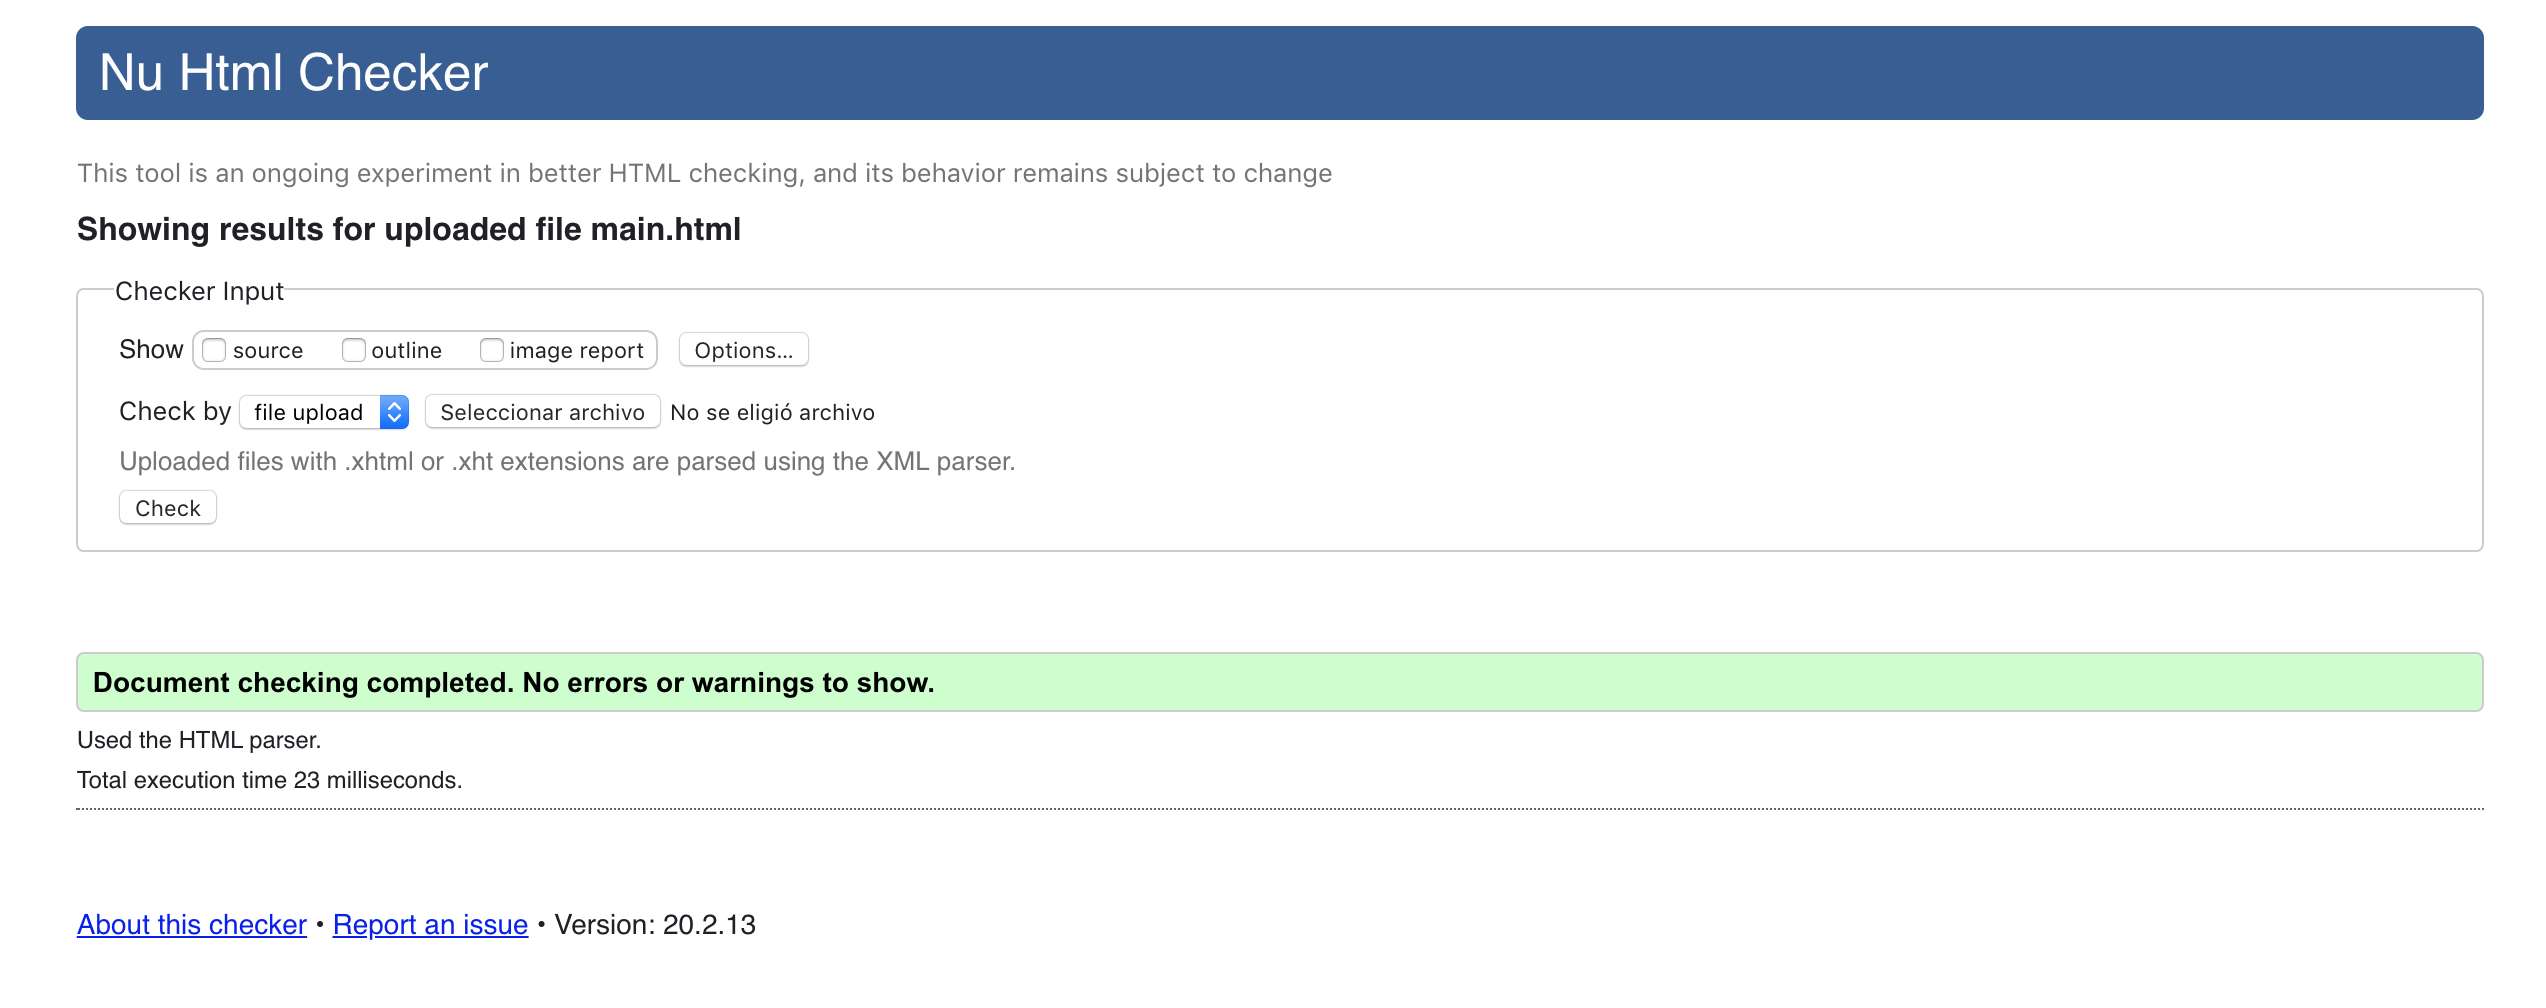 Nu Html Checker
This tool is an ongoing experiment in better HTML checking, and its behavior remains subject to change
Showing results for uploaded file main.html
Checker Input
Show source outline image report Options...
Check by file upload Seleccionar archivo No se eligió archivo
Uploaded files with .xhtml or .xht extensions are parsed using the XML parser.
Check
Document checking completed. No errors or warnings to show.
Used the HTML parser.
Total execution time 23 milliseconds.
About this checker • Report an issue • Version: 20.2.13